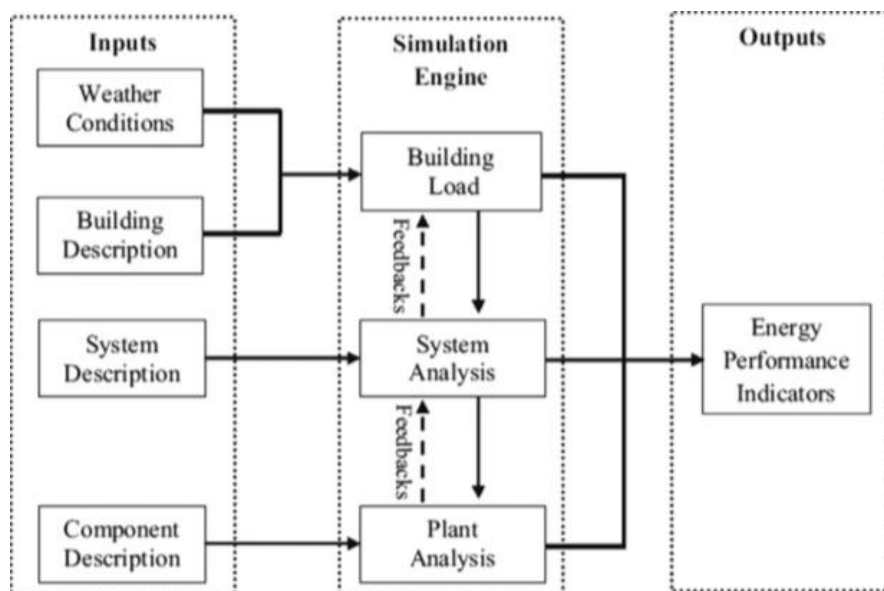 Inputs
Weather
Conditions
Building
Description
System
Description
Component
Description
Simulation
Engine
Building
Load
Feedbacks
System
Analysis
Feedbacks
Plant
Analysis
Outputs
Energy
Performance
Indicators